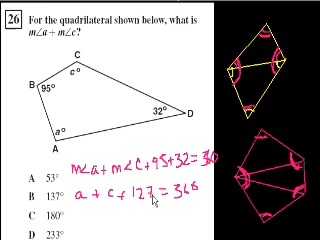 26 For the quadrilateral shown below, what is
m∠a + m∠c?
C
c°
B 95°
32° D
a°
A
m∠a + m∠c + 95 + 32 = 360
a + c + 127 = 360
A 53°
B 137°
C 180°
D 233°